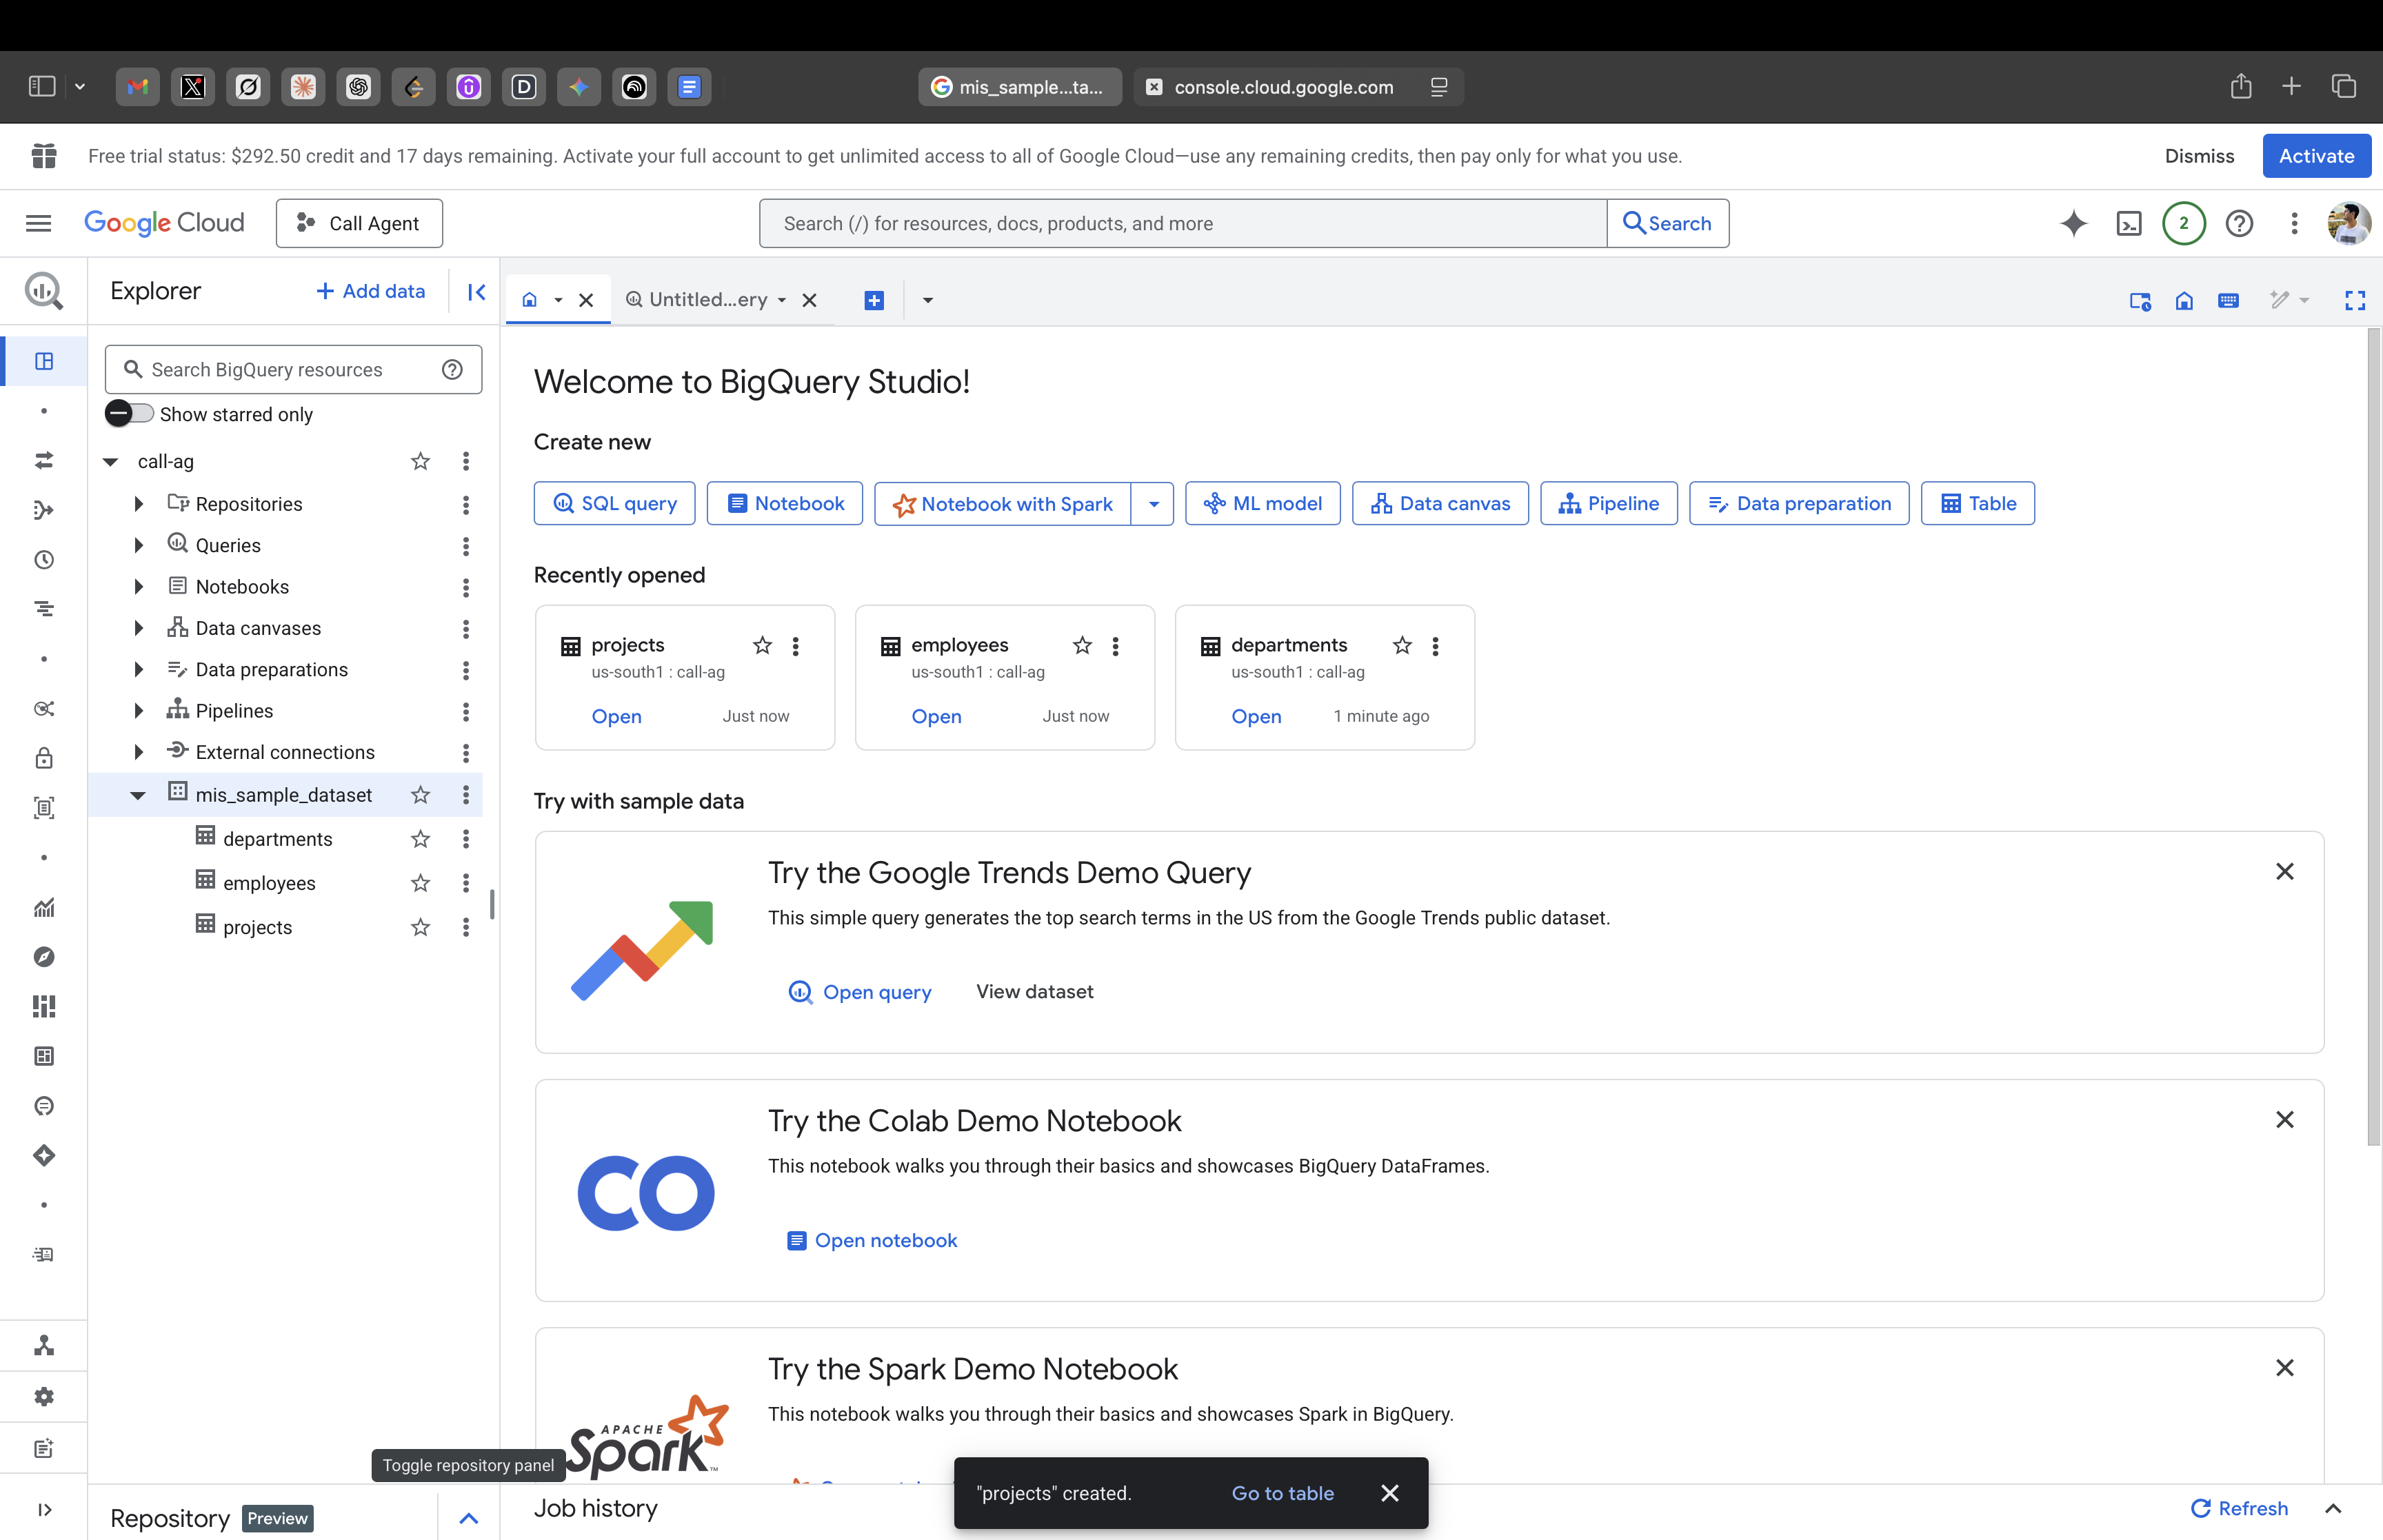 mis_sample...ta...
console.cloud.google.com
Free trial status: $292.50 credit and 17 days remaining. Activate your full account to get unlimited access to all of Google Cloud—use any remaining credits, then pay only for what you use.
Dismiss
Activate
Google Cloud
Call Agent
Search (/) for resources, docs, products, and more
Search
2
Explorer
+ Add data
Untitled...ery
Search BigQuery resources
Show starred only
call-ag
Repositories
Queries
Notebooks
Data canvases
Data preparations
Pipelines
External connections
mis_sample_dataset
departments
employees
projects
Welcome to BigQuery Studio!
Create new
SQL query
Notebook
Notebook with Spark
ML model
Data canvas
Pipeline
Data preparation
Table
Recently opened
projects
us-south1 : call-ag
Open
Just now
employees
us-south1 : call-ag
Open
Just now
departments
us-south1 : call-ag
Open
1 minute ago
Try with sample data
Try the Google Trends Demo Query
This simple query generates the top search terms in the US from the Google Trends public dataset.
Open query
View dataset
Try the Colab Demo Notebook
This notebook walks you through their basics and showcases BigQuery DataFrames.
Open notebook
Try the Spark Demo Notebook
This notebook walks you through their basics and showcases Spark in BigQuery.
APACHE
Spark™
Toggle repository panel
Repository
Preview
Job history
"projects" created.
Go to table
Refresh